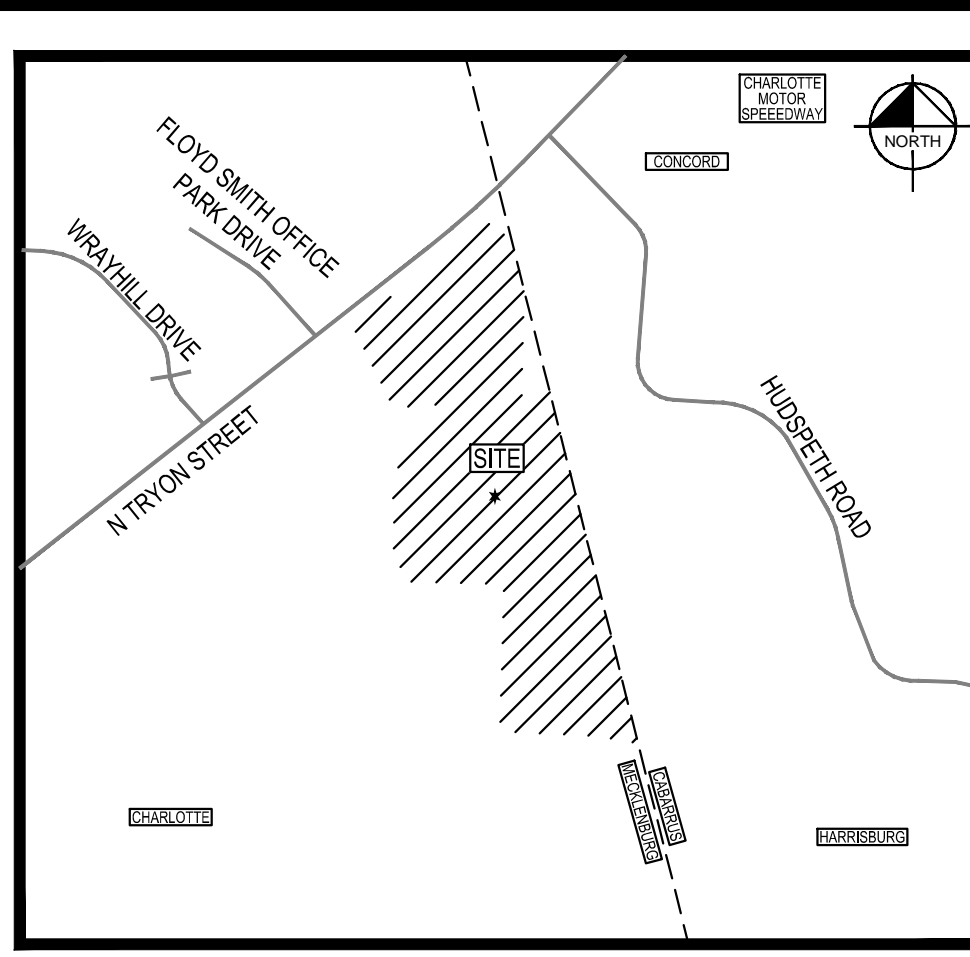 CHARLOTTE
MOTOR
SPEEEDWAY
NORTH
CONCORD
FLOYD SMITH OFFICE
PARK DRIVE
WRAYHILL DRIVE
N TRYON STREET
HUDSPETH ROAD
SITE
MECKLENBURG
CABARRUS
CHARLOTTE
HARRISBURG